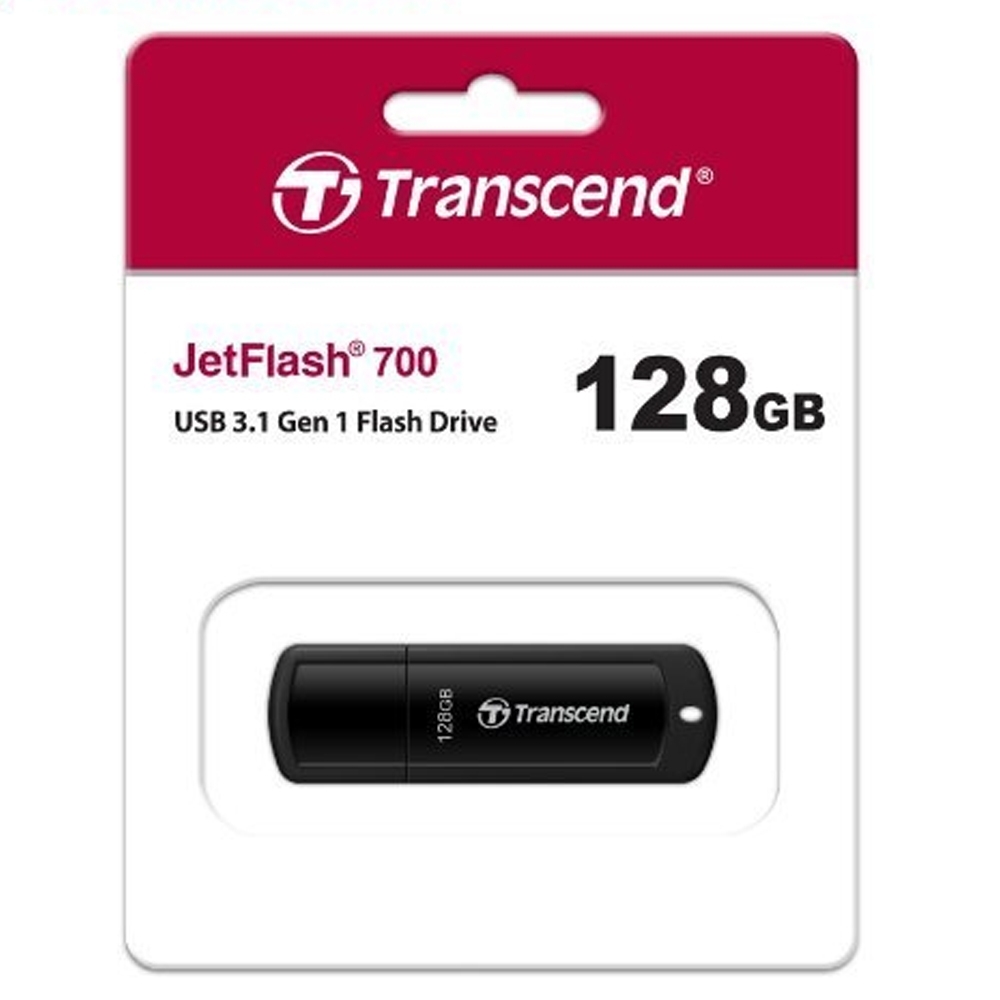 Transcend®
JetFlash® 700
128GB
USB 3.1 Gen 1 Flash Drive
128GB
Transcend